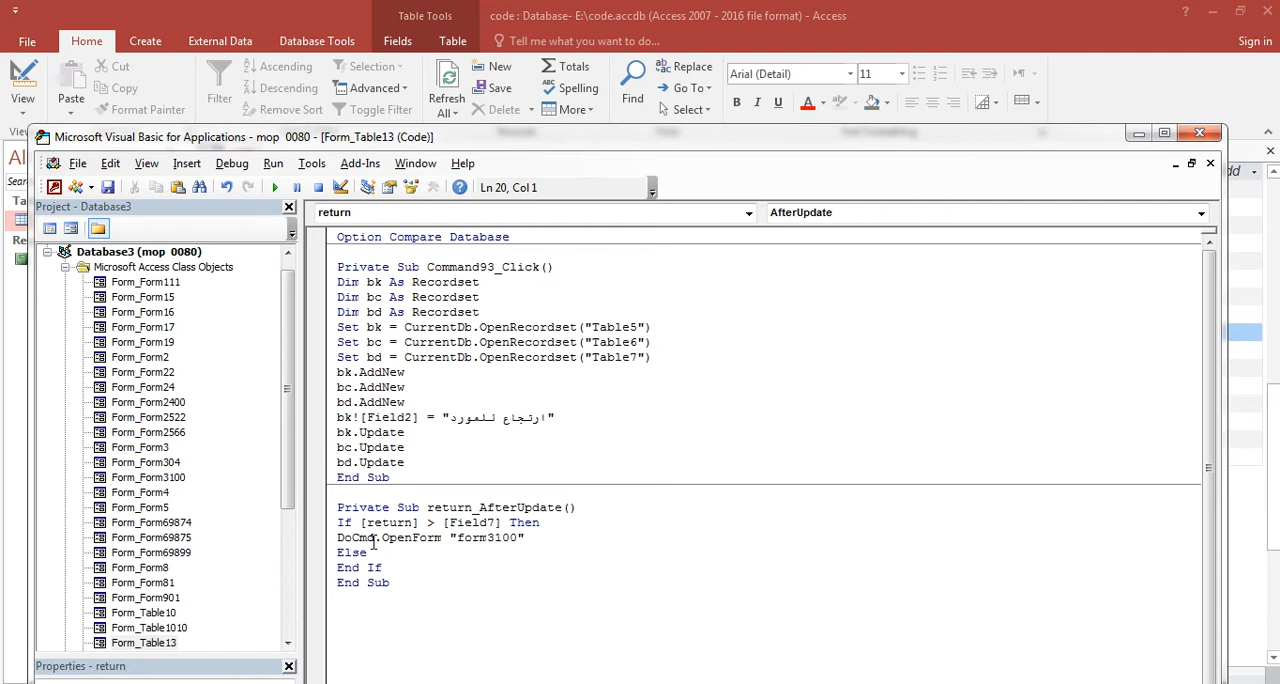 Table Tools
code : Database- E:\code.accdb (Access 2007 - 2016 file format) - Access
?
File
Home
Create
External Data
Database Tools
Fields
Table
Tell me what you want to do...
Sign in
View
Paste
Cut
Copy
Format Painter
Filter
Ascending
Descending
Remove Sort
Selection
Advanced
Toggle Filter
Refresh
All
New
Save
Delete
Totals
Spelling
More
Find
Replace
Go To
Select
Arial (Detail)
11
B I U
Microsoft Visual Basic for Applications - mop 0080 - [Form_Table13 (Code)]
File Edit View Insert Debug Run Tools Add-Ins Window Help
Ln 20, Col 1
Project - Database3
return
AfterUpdate
Database3 (mop 0080)
Microsoft Access Class Objects
Form_Form111
Form_Form15
Form_Form16
Form_Form17
Form_Form19
Form_Form2
Form_Form22
Form_Form24
Form_Form2400
Form_Form2522
Form_Form2566
Form_Form3
Form_Form304
Form_Form3100
Form_Form4
Form_Form5
Form_Form69874
Form_Form69875
Form_Form69899
Form_Form8
Form_Form81
Form_Form901
Form_Table10
Form_Table1010
Form_Table13
Properties - return
Option Compare Database
Private Sub Command93_Click()
Dim bk As Recordset
Dim bc As Recordset
Dim bd As Recordset
Set bk = CurrentDb.OpenRecordset("Table5")
Set bc = CurrentDb.OpenRecordset("Table6")
Set bd = CurrentDb.OpenRecordset("Table7")
bk.AddNew
bc.AddNew
bd.AddNew
bk![Field2] = "ارتجاع للمورد"
bk.Update
bc.Update
bd.Update
End Sub
Private Sub return_AfterUpdate()
If [return] > [Field7] Then
DoCmd.OpenForm "form3100"
Else
End If
End Sub